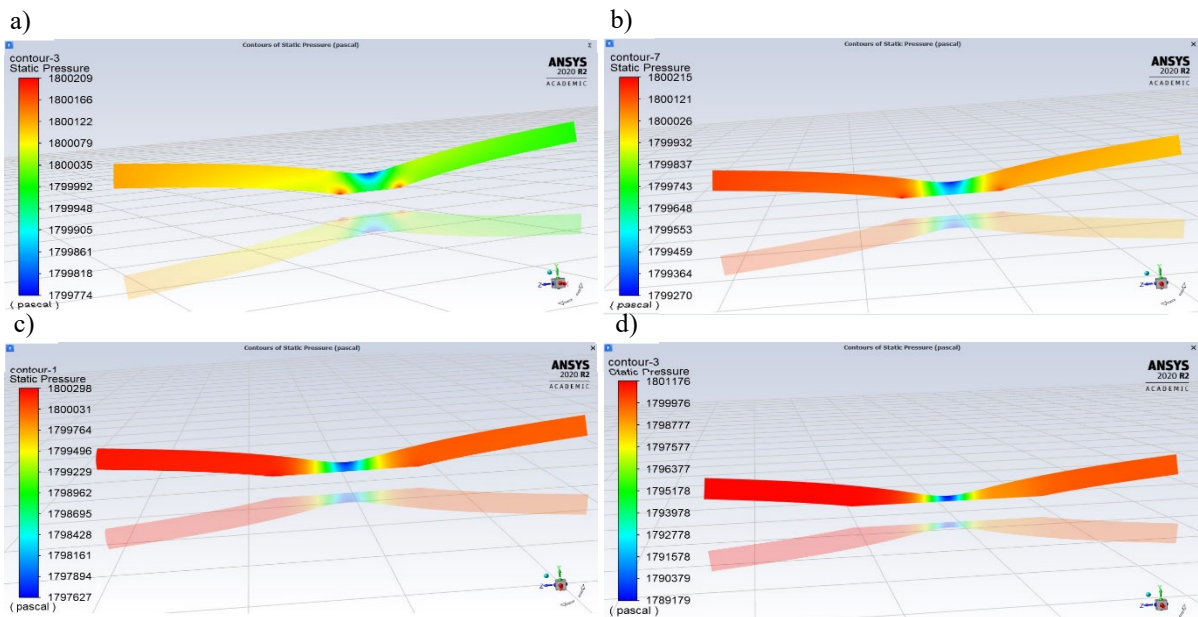 a)
Contours of Static Pressure (pascal)
contour-3
Static Pressure
ANSYS
2020 R2
ACADEMIC
1800209
1800166
1800122
1800079
1800035
1799992
1799948
1799905
1799861
1799818
1799774
( pascal )
Y
Z
b)
Contours of Static Pressure (pascal)
contour-7
Static Pressure
ANSYS
2020 R2
ACADEMIC
1800215
1800121
1800026
1799932
1799837
1799743
1799648
1799553
1799459
1799364
1799270
( pascal )
Y
Z
c)
Contours of Static Pressure (pascal)
contour-1
Static Pressure
ANSYS
2020 R2
ACADEMIC
1800298
1800031
1799764
1799496
1799229
1798962
1798695
1798428
1798161
1797894
1797627
( pascal )
Y
Z
d)
Contours of Static Pressure (pascal)
contour-3
Static Pressure
ANSYS
2020 R2
ACADEMIC
1801176
1799976
1798777
1797577
1796377
1795178
1793978
1792778
1791578
1790379
1789179
( pascal )
Y
Z